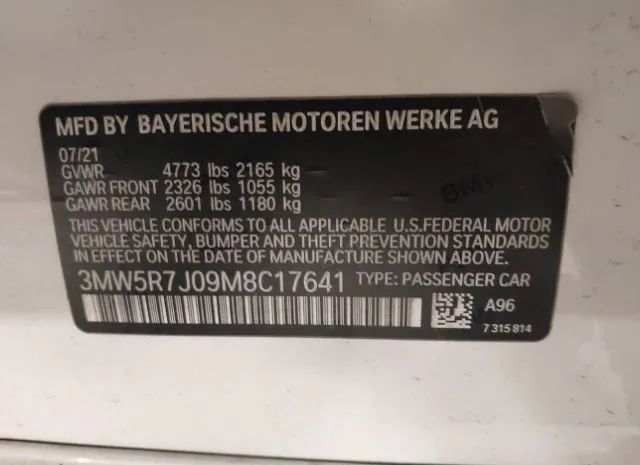 MFD BY BAYERISCHE MOTOREN WERKE AG
07/21
GVWR 4773 lbs 2165 kg
GAWR FRONT 2326 lbs 1055 kg
GAWR REAR 2601 lbs 1180 kg
THIS VEHICLE CONFORMS TO ALL APPLICABLE U.S.FEDERAL MOTOR
VEHICLE SAFETY, BUMPER AND THEFT PREVENTION STANDARDS
IN EFFECT ON THE DATE OF MANUFACTURE SHOWN ABOVE.
3MW5R7J09M8C17641 TYPE: PASSENGER CAR
A96
7 315 814